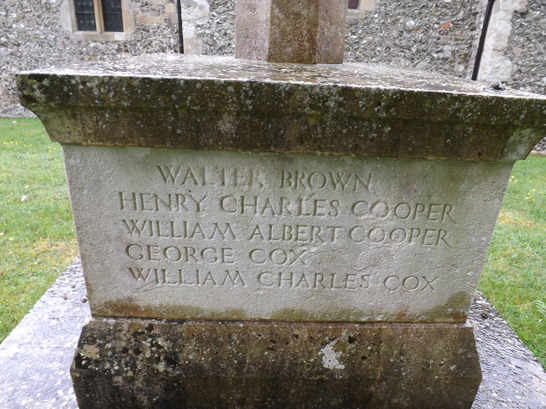 WALTER BROWN
HENRY CHARLES COOPER
WILLIAM ALBERT COOPER
GEORGE COX
WILLIAM CHARLES COX